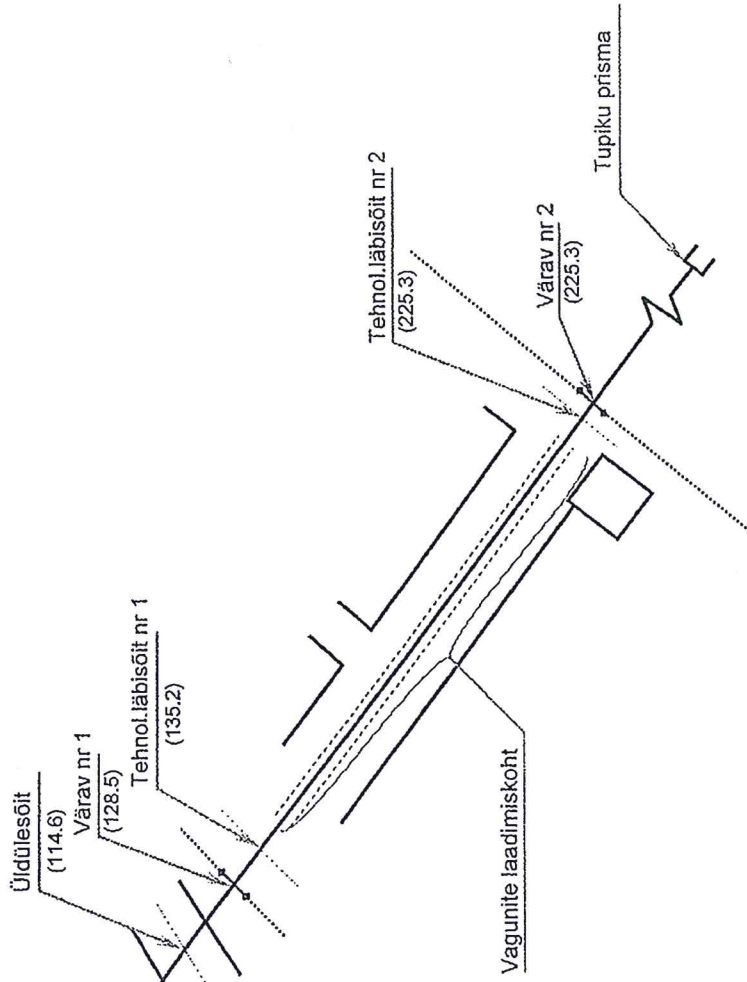 Üldülesõit
(114.6)
Värav nr 1
(128.5)
Tehnol.läbisõit nr 1
(135.2)
Vagunite laadimiskoht
Tehnol.läbisõit nr 2
(225.3)
Värav nr 2
(225.3)
Tupiku prisma